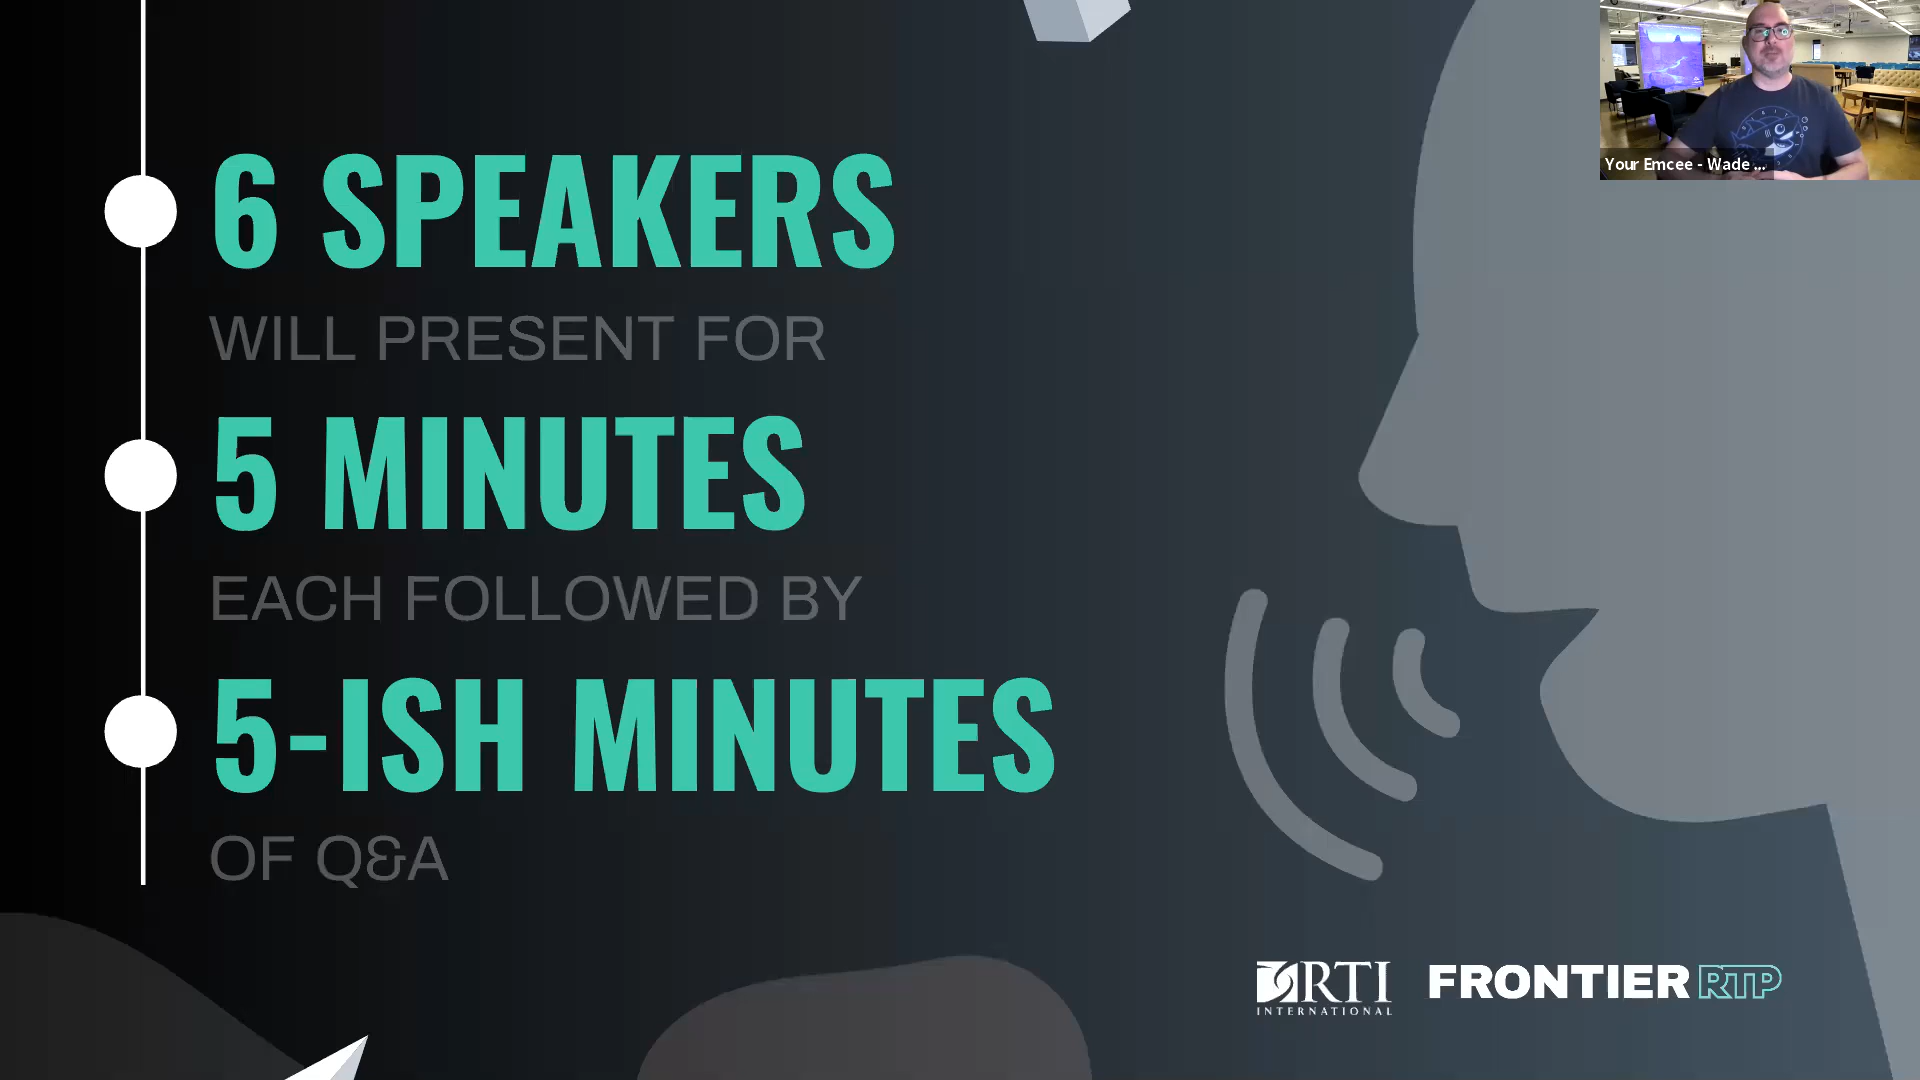 6 SPEAKERS
WILL PRESENT FOR
5 MINUTES
EACH FOLLOWED BY
5-ISH MINUTES
OF Q&A
Your Emcee - Wade ...
RTI
INTERNATIONAL
FRONTIER RTP